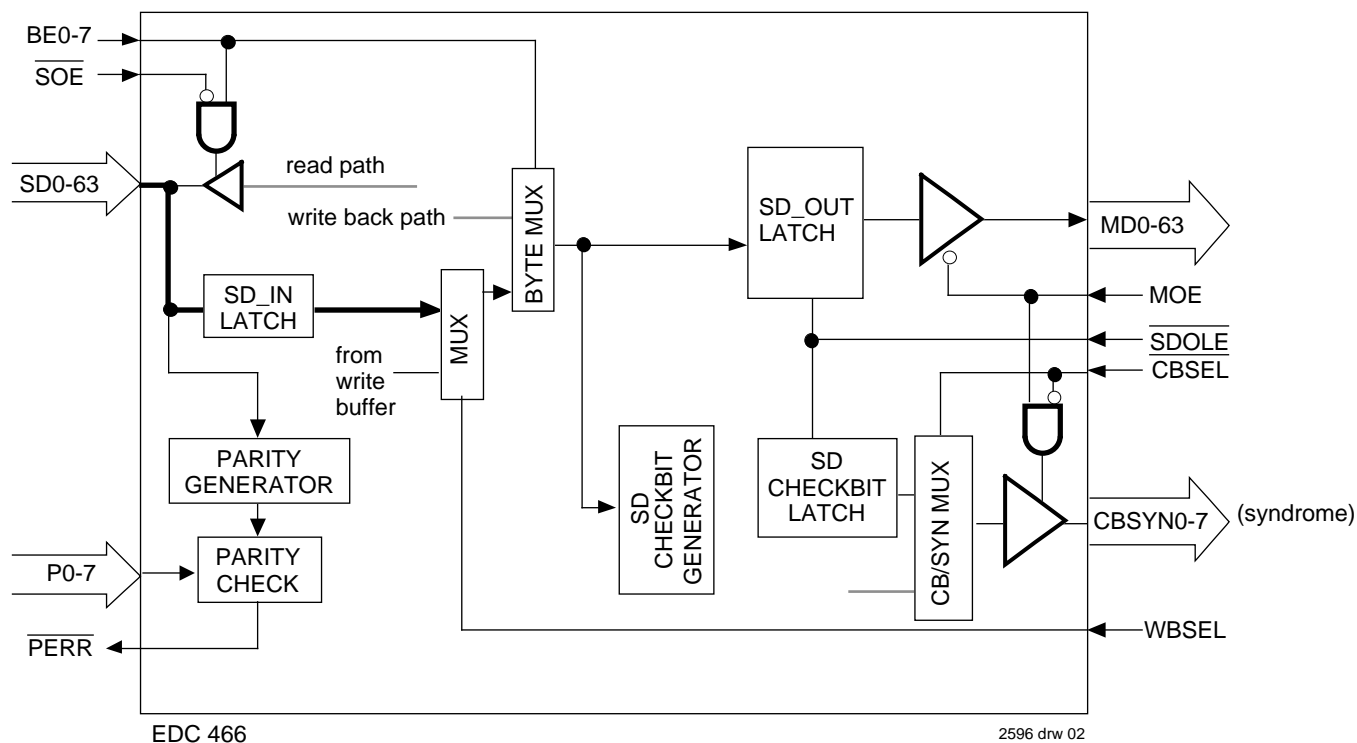 BE0-7
SOE
SD0-63
read path
write back path
BYTE MUX
SD_OUT
LATCH
MD0-63
SD_IN
LATCH
MUX
from
write
buffer
MOE
SDOLE
CBSEL
PARITY
GENERATOR
SD
CHECKBIT
GENERATOR
SD
CHECKBIT
LATCH
CB/SYN MUX
CBSYN0-7
(syndrome)
P0-7
PARITY
CHECK
PERR
WBSEL
EDC 466
2596 drw 02